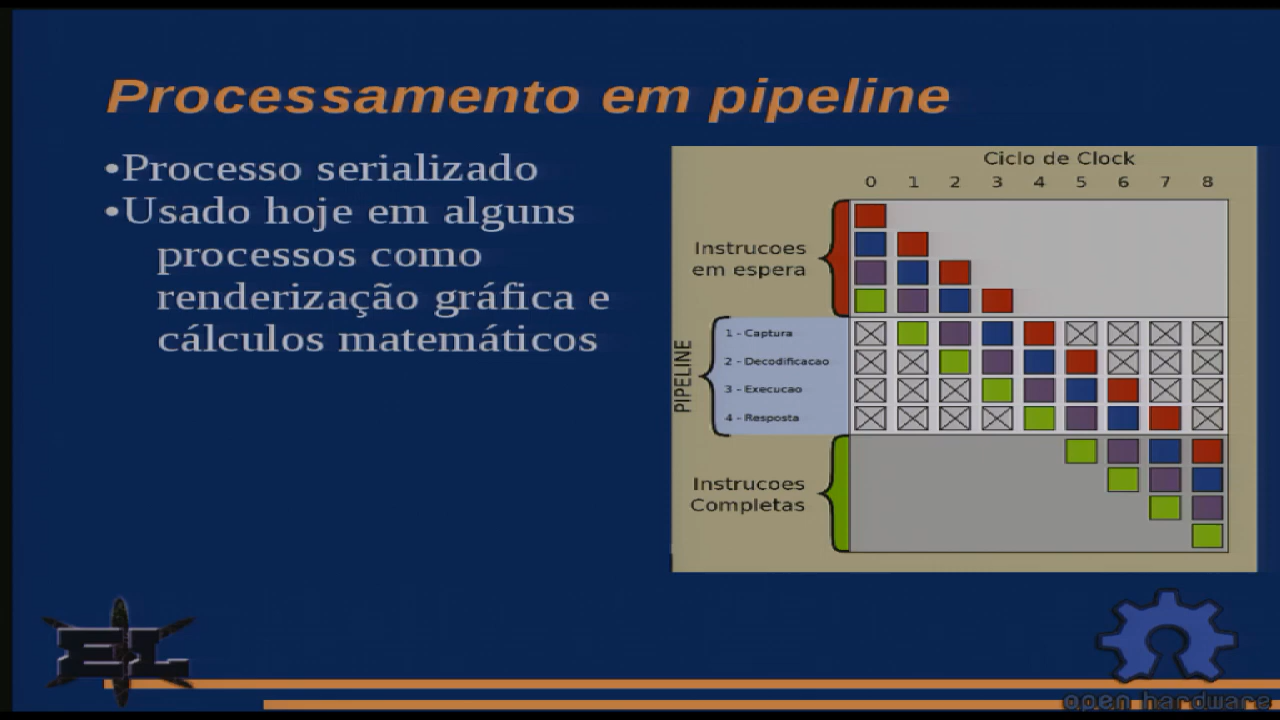 Processamento em pipeline
•Processo serializado
•Usado hoje em alguns
processos como
renderização gráfica e
cálculos matemáticos
Ciclo de Clock
0 1 2 3 4 5 6 7 8
Instrucoes
em espera
PIPELINE
1 - Captura
2 - Decodificacao
3 - Execucao
4 - Resposta
Instrucoes
Completas
EL
open hardware